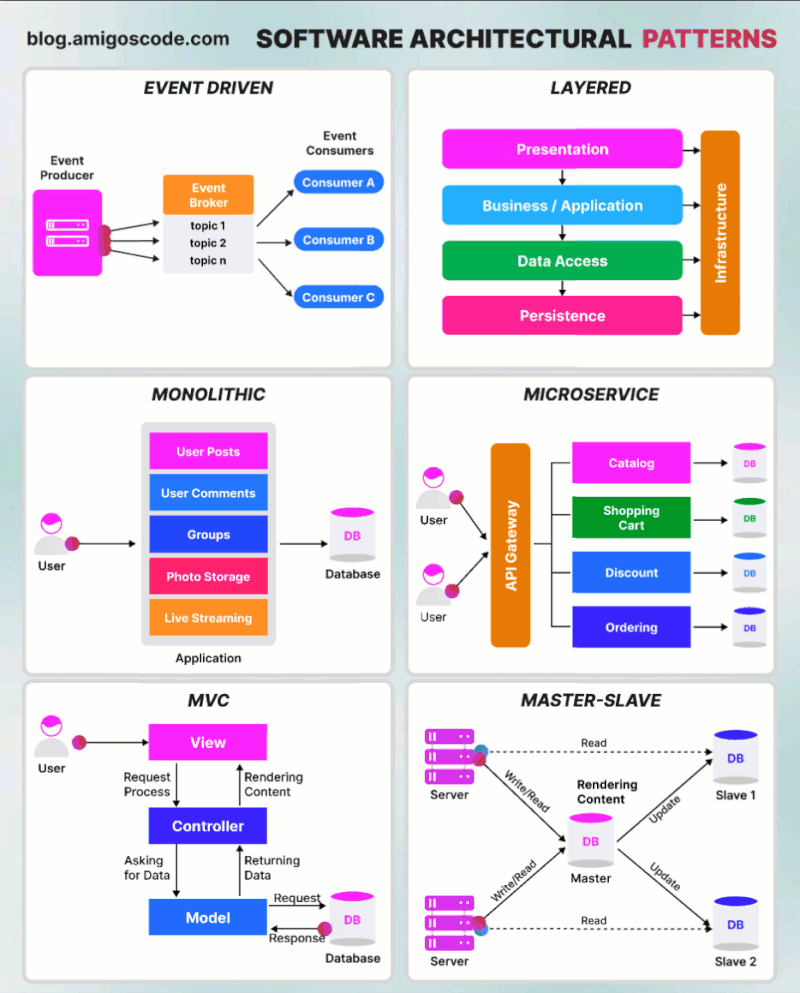 blog.amigoscode.com
SOFTWARE ARCHITECTURAL PATTERNS
EVENT DRIVEN
Event
Producer
Event
Broker
topic 1
topic 2
topic n
Event
Consumers
Consumer A
Consumer B
Consumer C
LAYERED
Presentation
Business / Application
Data Access
Persistence
Infrastructure
MONOLITHIC
User
User Posts
User Comments
Groups
Photo Storage
Live Streaming
Application
DB
Database
MICROSERVICE
User
User
API Gateway
Catalog
DB
Shopping
Cart
DB
Discount
DB
Ordering
DB
MVC
User
View
Request
Process
Rendering
Content
Controller
Asking
for Data
Returning
Data
Model
Request
Response
DB
Database
MASTER-SLAVE
Server
Read
DB
Slave 1
Write/Read
Rendering
Content
Update
DB
Master
Write/Read
Update
Server
Read
DB
Slave 2